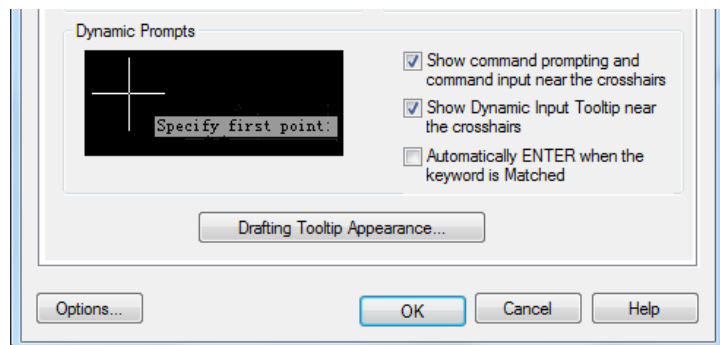 Dynamic Prompts
Specify first point:
Show command prompting and
command input near the crosshairs
Show Dynamic Input Tooltip near
the crosshairs
Automatically ENTER when the
keyword is Matched
Drafting Tooltip Appearance...
Options...
OK
Cancel
Help